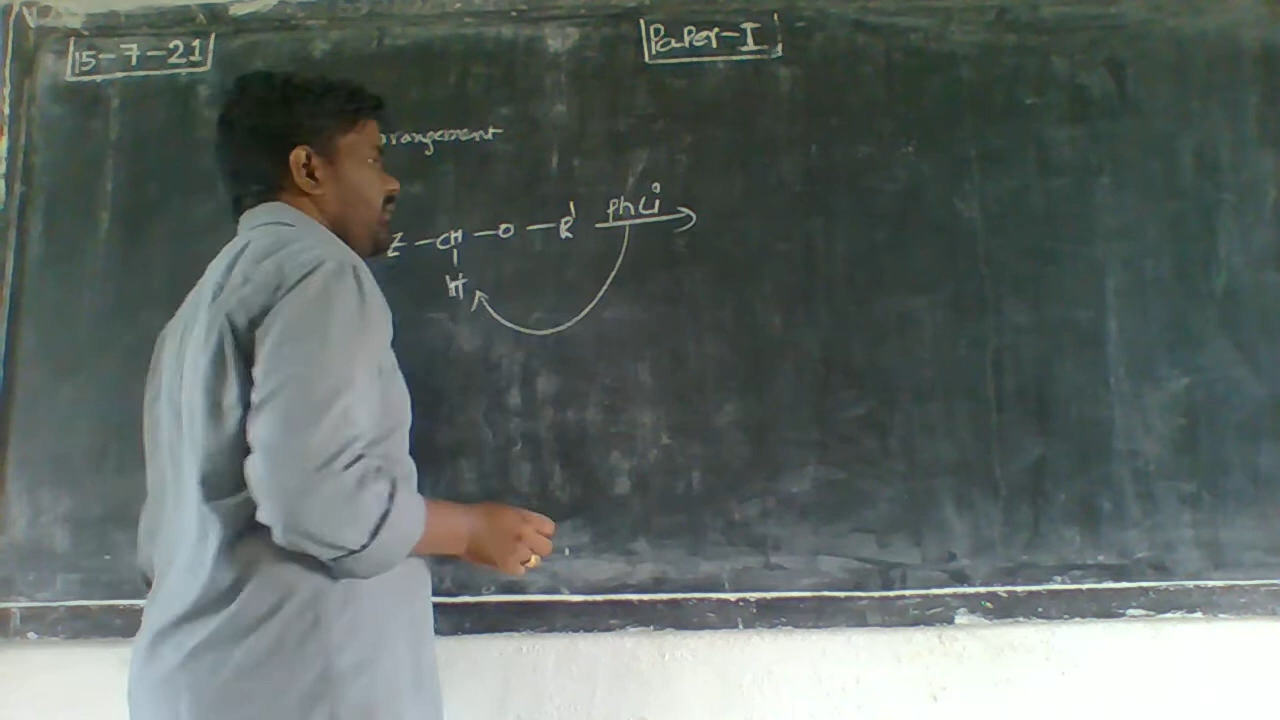 15-7-21
Paper-I
rrangement
Z - CH - O - R' PhLi
|
H